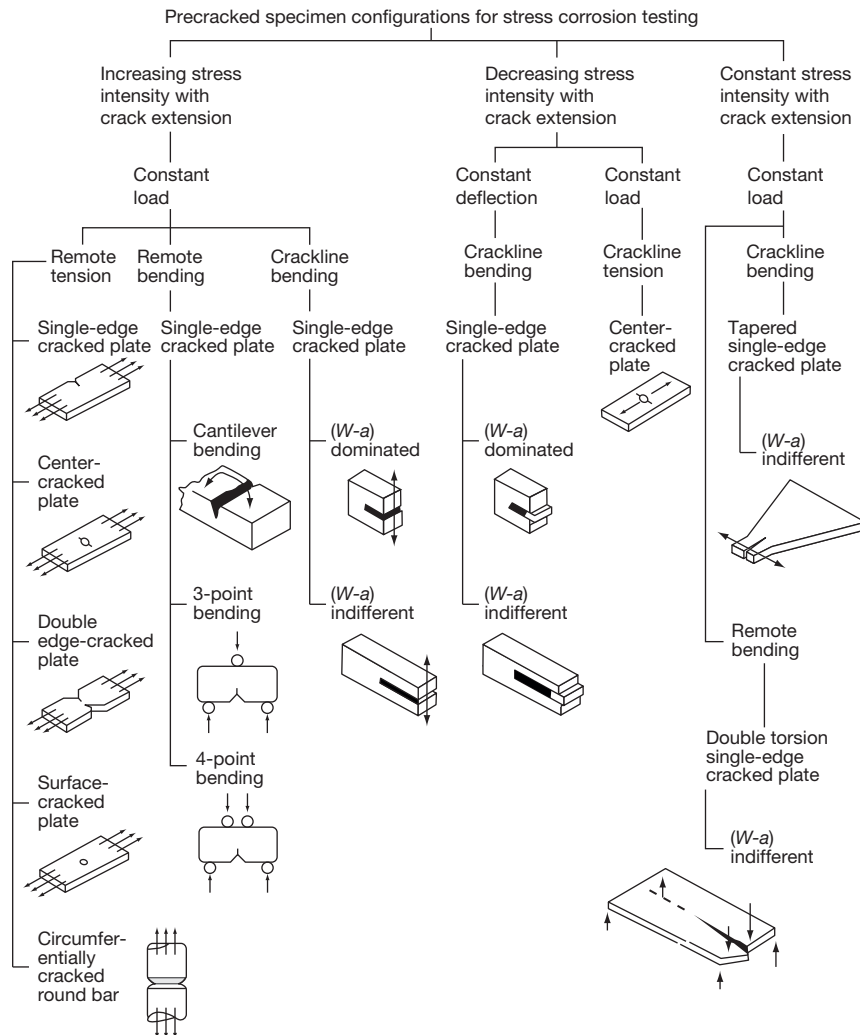 Precracked specimen configurations for stress corrosion testing
Increasing stress
intensity with
crack extension
Decreasing stress
intensity with
crack extension
Constant stress
intensity with
crack extension
Constant
load
Constant
deflection
Constant
load
Constant
load
Remote
tension
Remote
bending
Crackline
bending
Crackline
bending
Crackline
tension
Crackline
bending
Single-edge
cracked plate
Single-edge
cracked plate
Single-edge
cracked plate
Single-edge
cracked plate
Center-
cracked
plate
Tapered
single-edge
cracked plate
Cantilever
bending
(W-a)
dominated
(W-a)
dominated
(W-a)
indifferent
Center-
cracked
plate
3-point
bending
(W-a)
indifferent
(W-a)
indifferent
Double
edge-cracked
plate
Remote
bending
4-point
bending
Double torsion
single-edge
cracked plate
Surface-
cracked
plate
(W-a)
indifferent
Circumfer-
entially
cracked
round bar